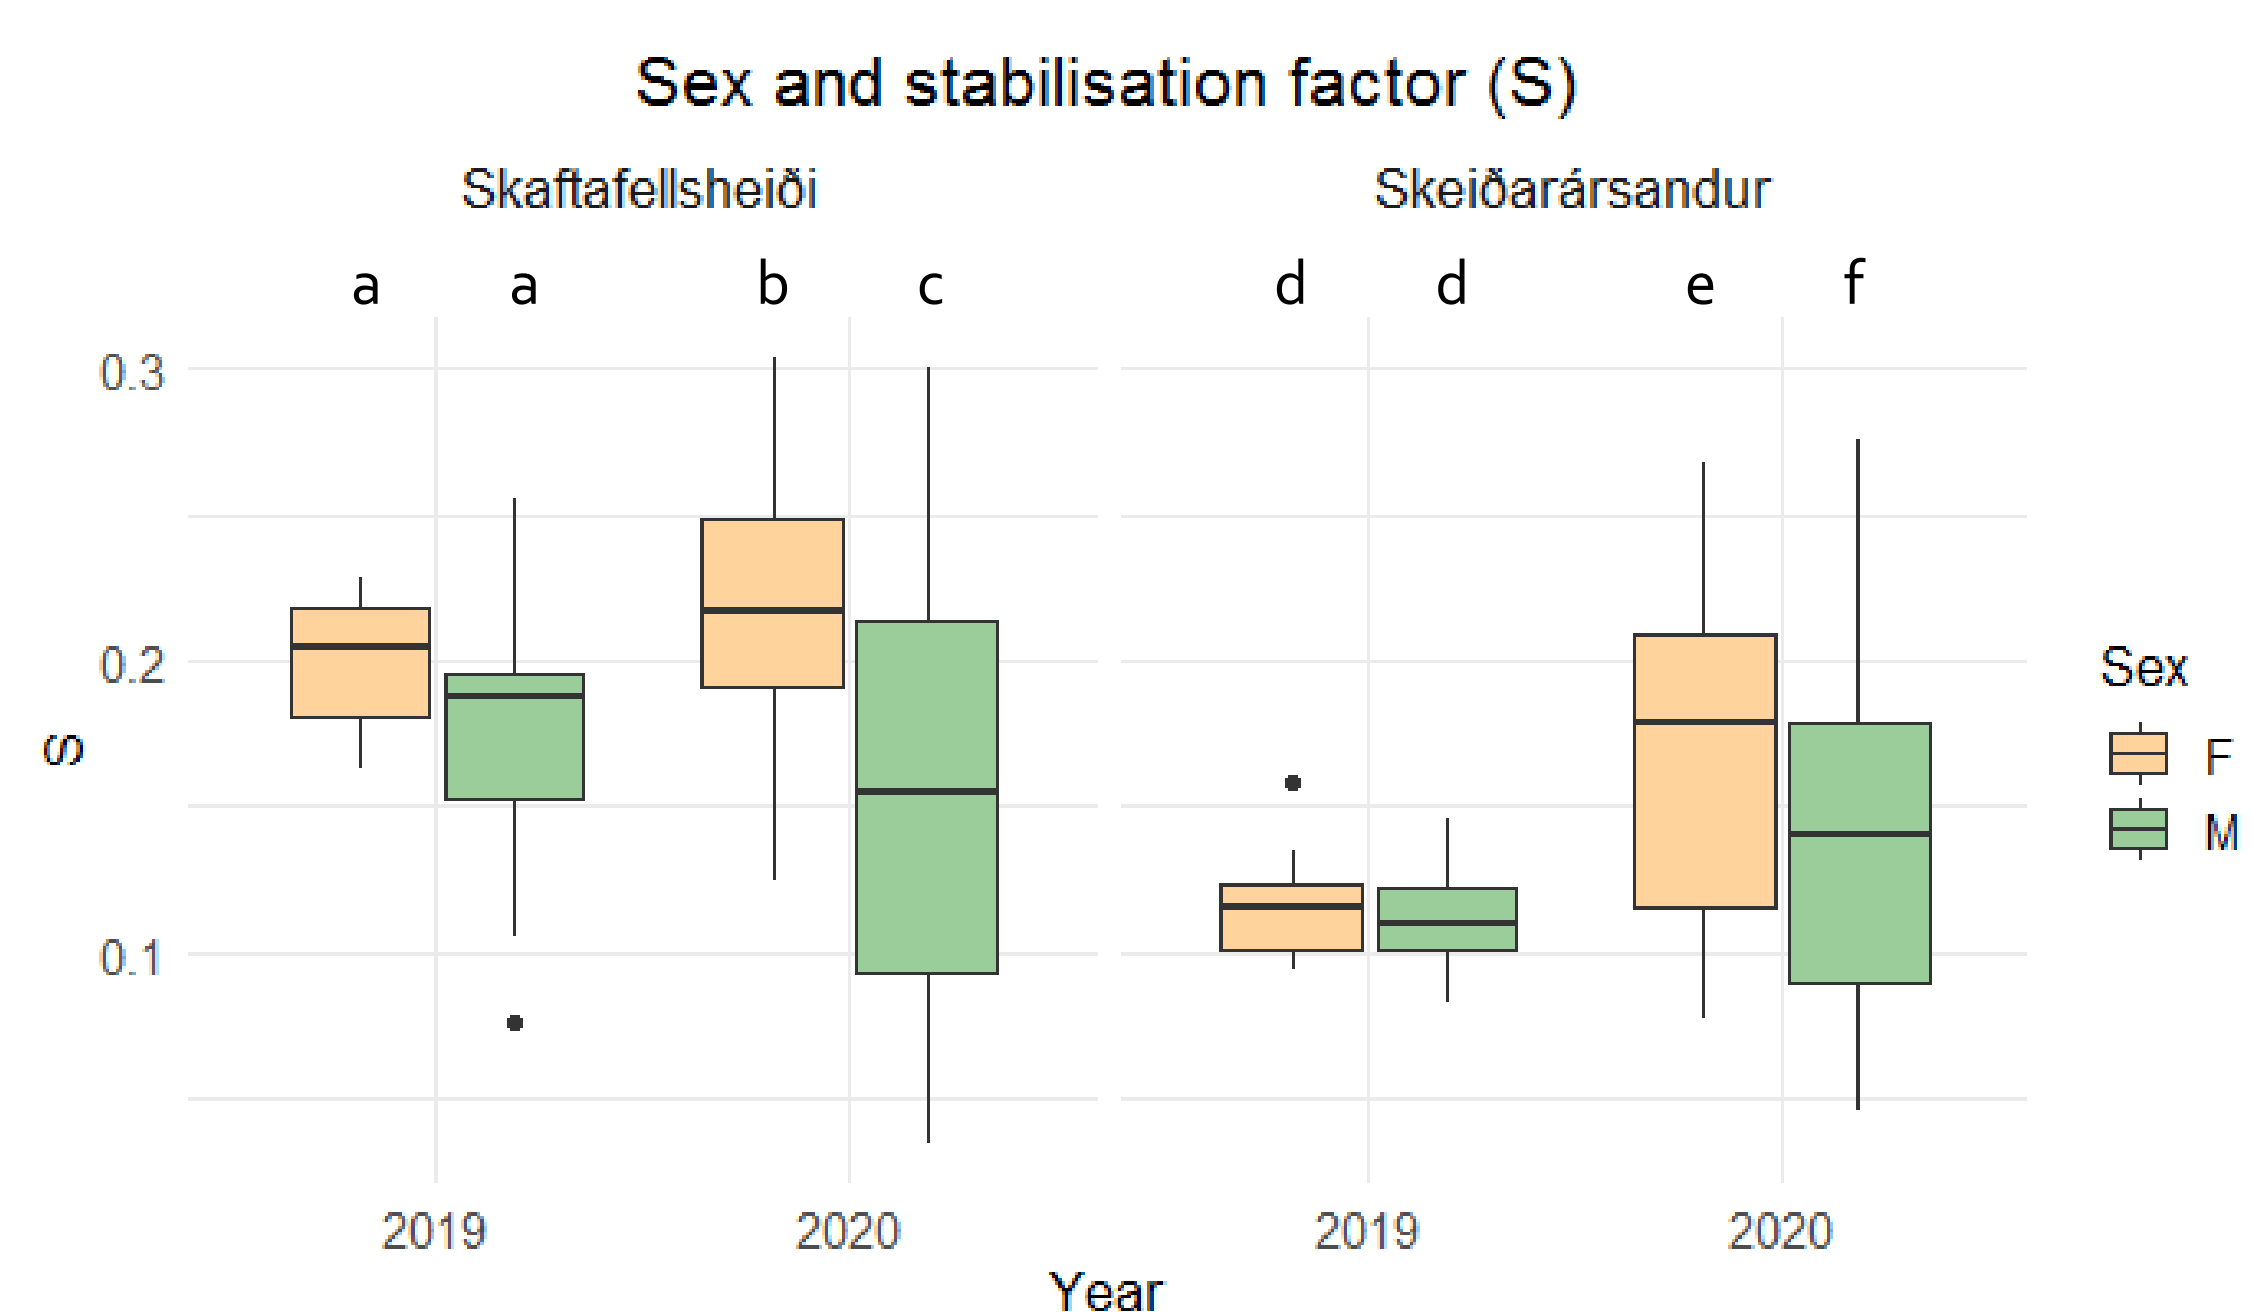 Sex and stabilisation factor (S)
Skaftafellsheiði Skeiðarársandur
a a b c d d e f
0.3
0.2
0.1
S
2019 2020 2019 2020
Year
Sex
F
M